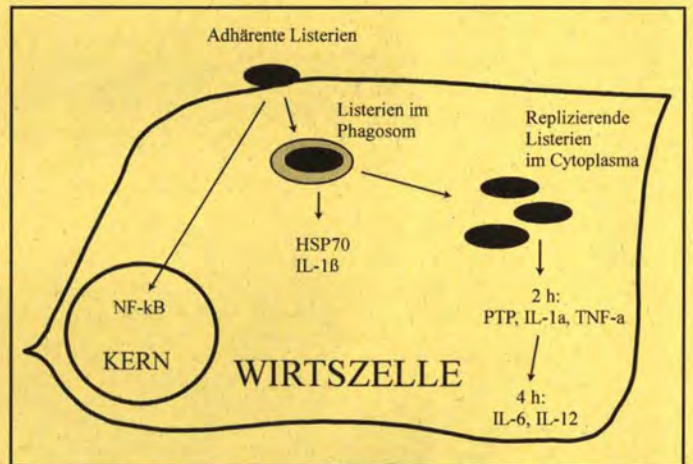 Adhärente Listerien
Listerien im
Phagosom
Replizierende
Listerien
im Cytoplasma
HSP70
IL-1ß
NF-kB
KERN
WIRTSZELLE
2 h:
PTP, IL-1a, TNF-a
4 h:
IL-6, IL-12